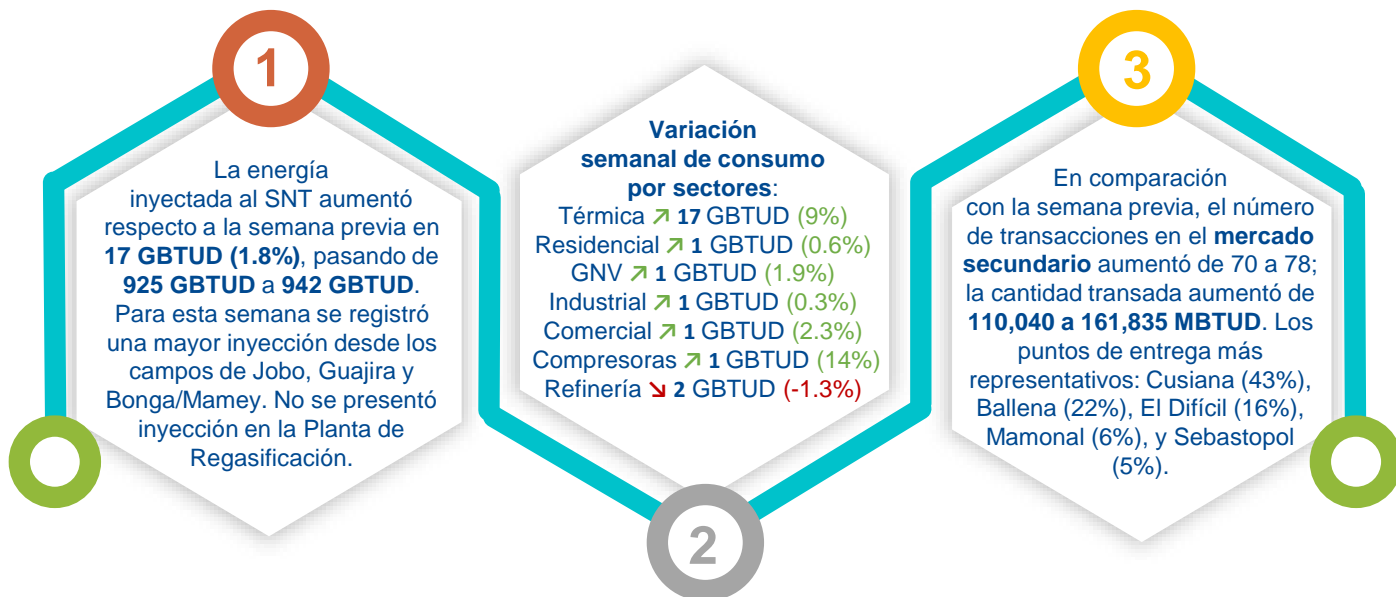 1
La energía
inyectada al SNT aumentó
respecto a la semana previa en
17 GBTUD (1.8%), pasando de
925 GBTUD a 942 GBTUD.
Para esta semana se registró
una mayor inyección desde los
campos de Jobo, Guajira y
Bonga/Mamey. No se presentó
inyección en la Planta de
Regasificación.
Variación
semanal de consumo
por sectores:
Térmica ↗ 17 GBTUD (9%)
Residencial ↗ 1 GBTUD (0.6%)
GNV ↗ 1 GBTUD (1.9%)
Industrial ↗ 1 GBTUD (0.3%)
Comercial ↗ 1 GBTUD (2.3%)
Compresoras ↗ 1 GBTUD (14%)
Refinería ↘ 2 GBTUD (-1.3%)
2
3
En comparación
con la semana previa, el número
de transacciones en el mercado
secundario aumentó de 70 a 78;
la cantidad transada aumentó de
110,040 a 161,835 MBTUD. Los
puntos de entrega más
representativos: Cusiana (43%),
Ballena (22%), El Difícil (16%),
Mamonal (6%), y Sebastopol
(5%).